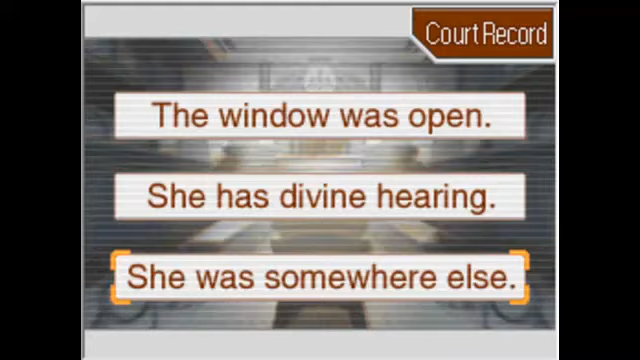 Court Record
The window was open.
She has divine hearing.
She was somewhere else.